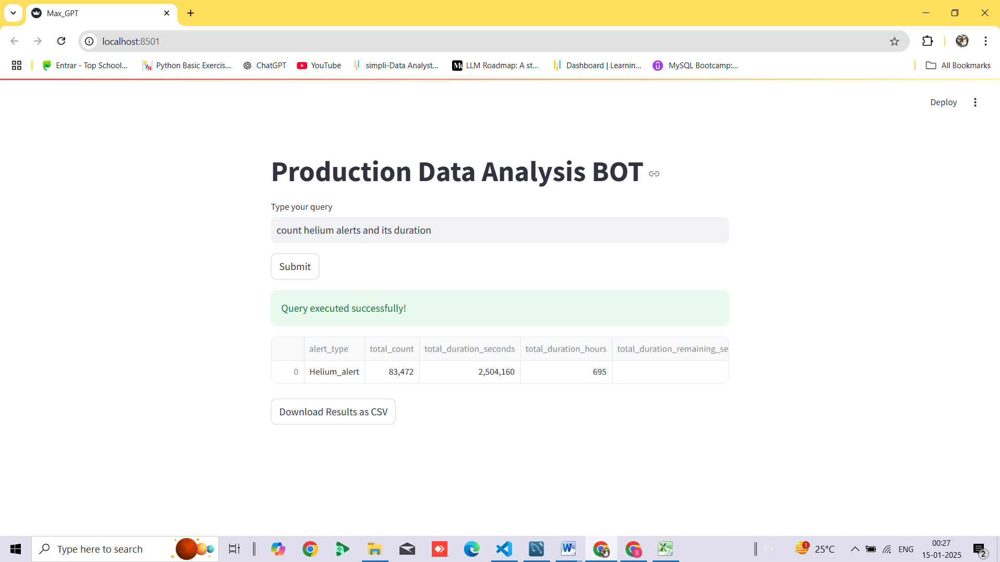 Max_GPT
localhost:8501
Entrar - Top School...
Python Basic Exercis...
ChatGPT
YouTube
simpli-Data Analyst...
LLM Roadmap: A st...
Dashboard | Learnin...
MySQL Bootcamp:...
All Bookmarks
Deploy
Production Data Analysis BOT
Type your query
count helium alerts and its duration
Submit
Query executed successfully!
alert_type total_count total_duration_seconds total_duration_hours total_duration_remaining_se
0 Helium_alert 83,472 2,504,160 695
Download Results as CSV
Type here to search
EN
1
25°C
ENG
00:27
15-01-2025
2